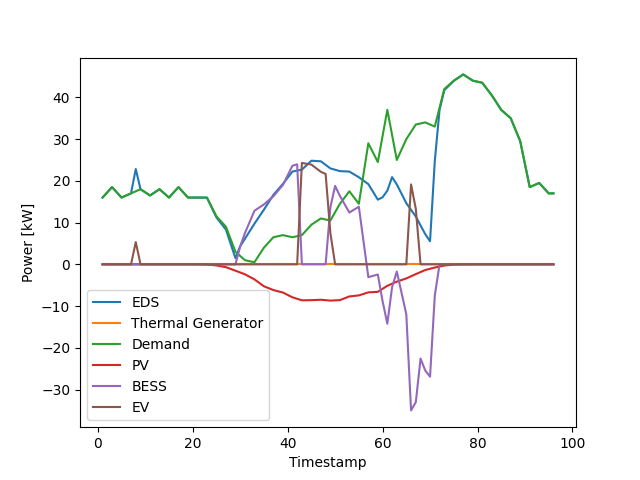 40
30
20
10
0
−10
−20
−30
Power [kW]
EDS
Thermal Generator
Demand
PV
BESS
EV
0 20 40 60 80 100
Timestamp